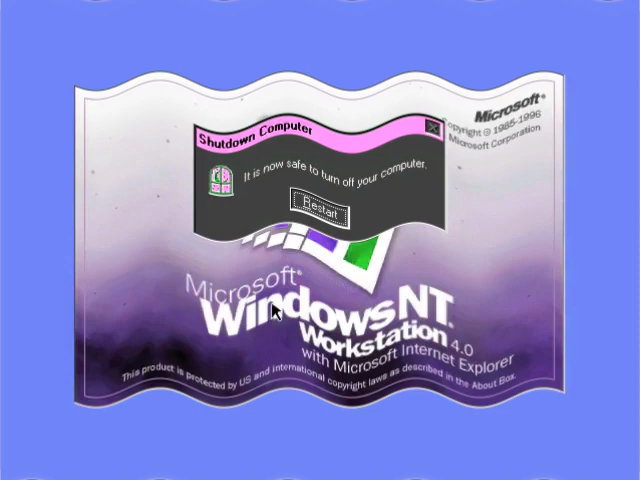 Microsoft®
Copyright © 1985-1996
Microsoft Corporation
Shutdown Computer
It is now safe to turn off your computer.
Restart
Microsoft®
Windows NT®
Workstation 4.0
with Microsoft Internet Explorer
This product is protected by US and international copyright laws as described in the About Box.